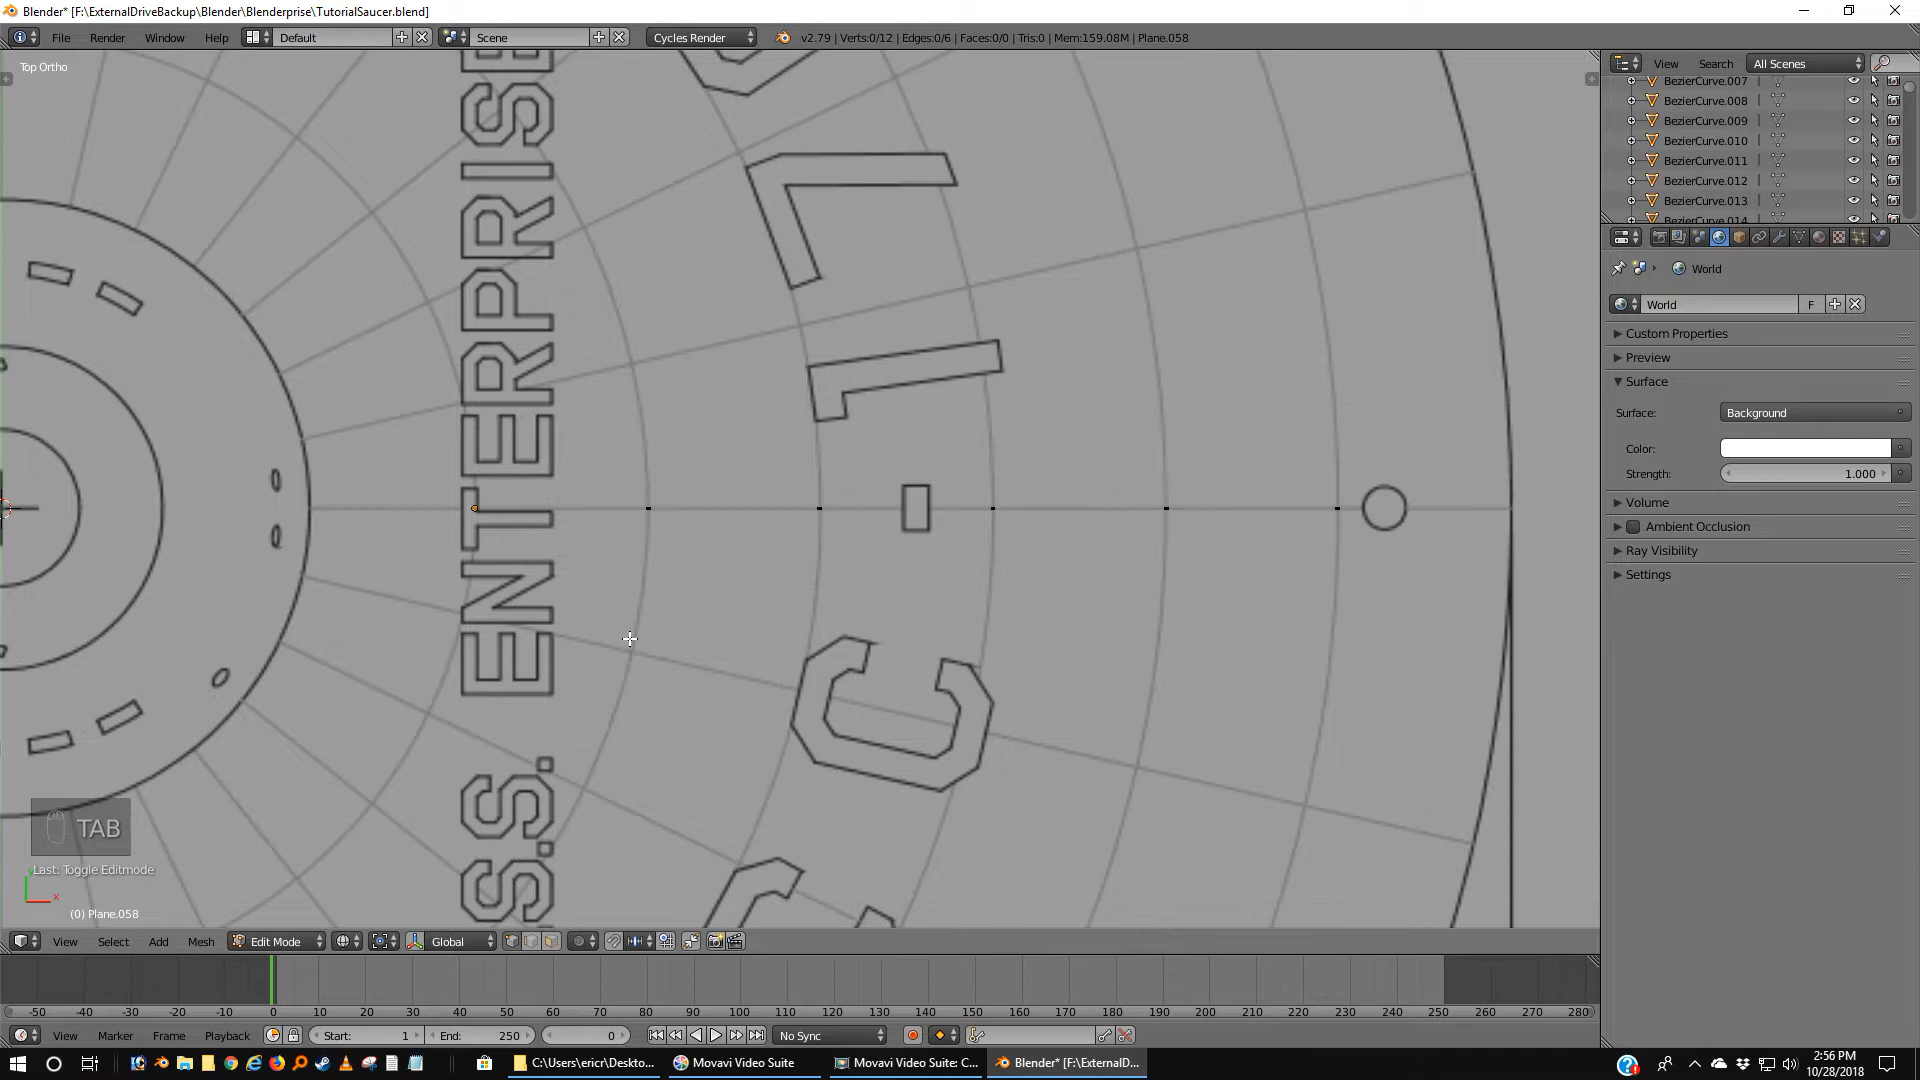 Blender* [F:\ExternalDriveBackup\Blender\Blenderprise\TutorialSaucer.blend]
File Render Window Help Default Scene Cycles Render v2.79 | Verts:0/12 | Edges:0/6 | Faces:0/0 | Tris:0 | Mem:159.08M | Plane.058
View Search All Scenes
Top Ortho
BezierCurve.007
BezierCurve.008
BezierCurve.009
BezierCurve.010
BezierCurve.011
BezierCurve.012
BezierCurve.013
BezierCurve.014
World
World F
Custom Properties
Preview
Surface
Surface: Background
Color:
Strength: 1.000
Volume
Ambient Occlusion
Ray Visibility
Settings
S.S. ENTERPRISE
C - 1 7
TAB
Last: Toggle Editmode
y
x
(0) Plane.058
View Select Add Mesh Edit Mode Global
-50 -40 -30 -20 -10 0 10 20 30 40 50 60 70 80 90 100 110 120 130 140 150 160 170 180 190 200 210 220 230 240 250 260 270 280
View Marker Frame Playback Start: 1 End: 250 0 No Sync
C:\Users\ericr\Deskto... Movavi Video Suite Movavi Video Suite: C... Blender* [F:\ExternalD...
2:56 PM
10/28/2018